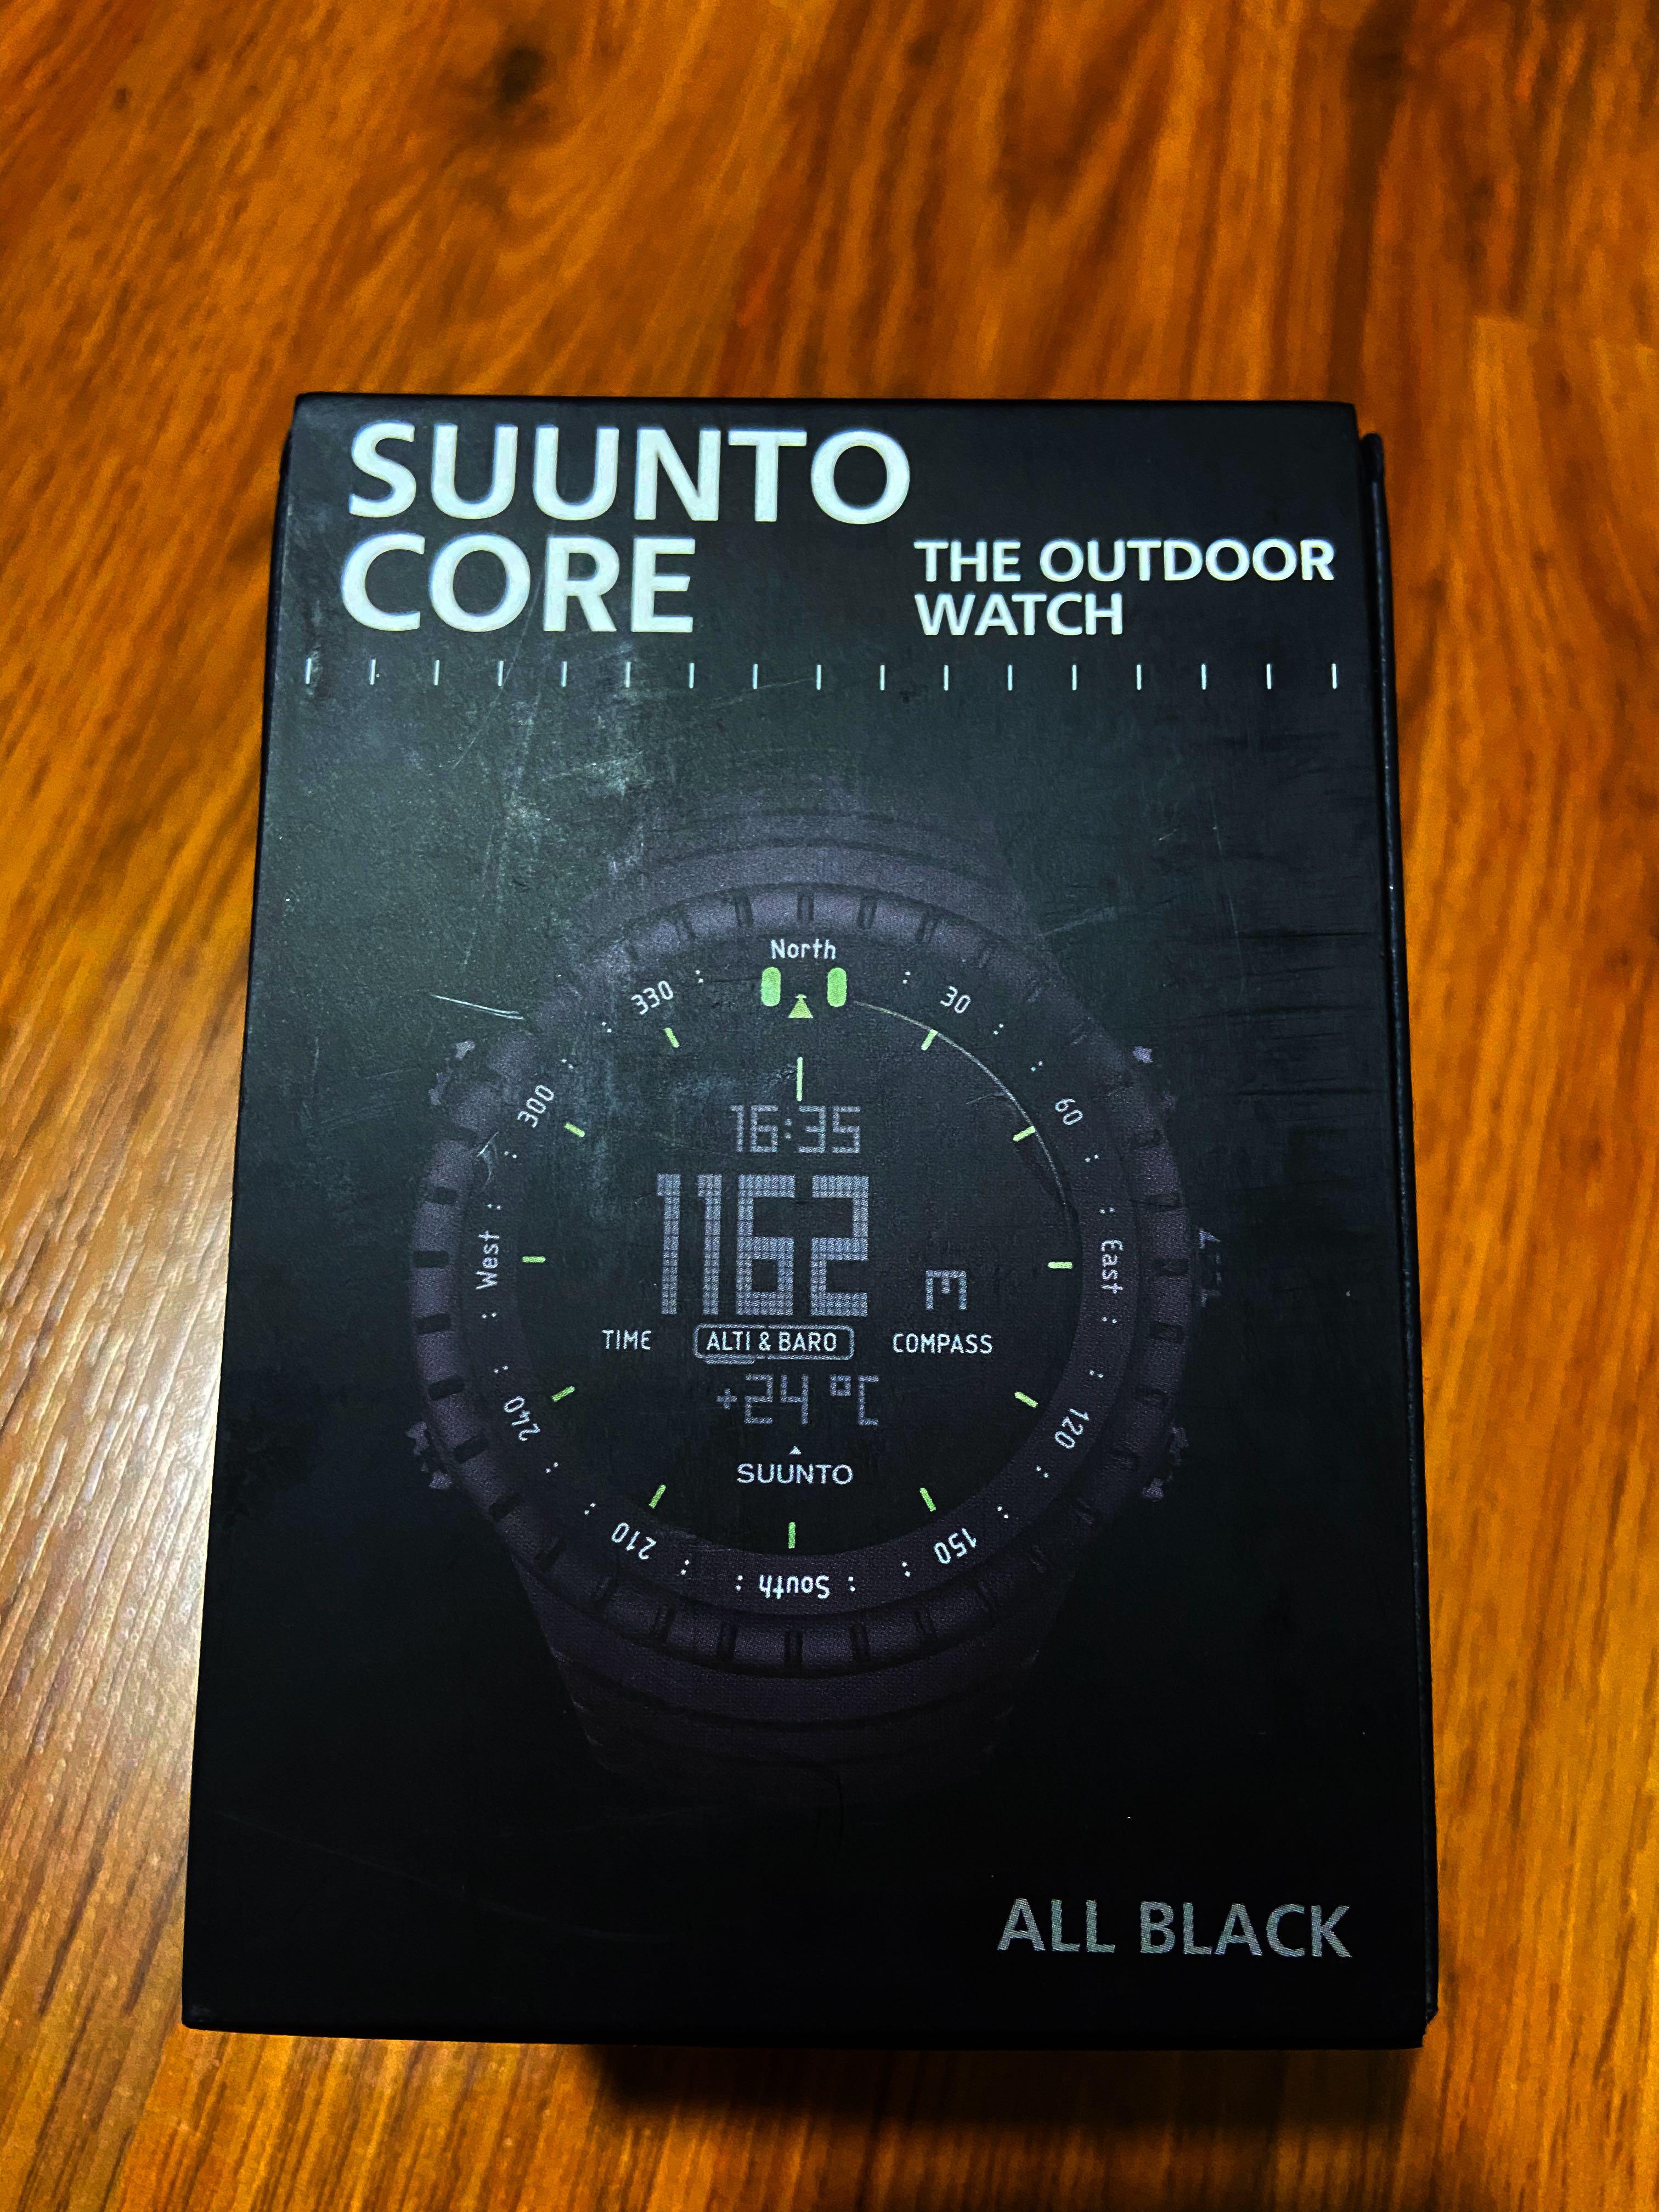 SUUNTO
CORE
THE OUTDOOR
WATCH
North
330
30
300
60
16:35
1162
m
West
East
TIME
ALTI & BARO
COMPASS
+24 °C
240
120
SUUNTO
210
150
South
ALL BLACK